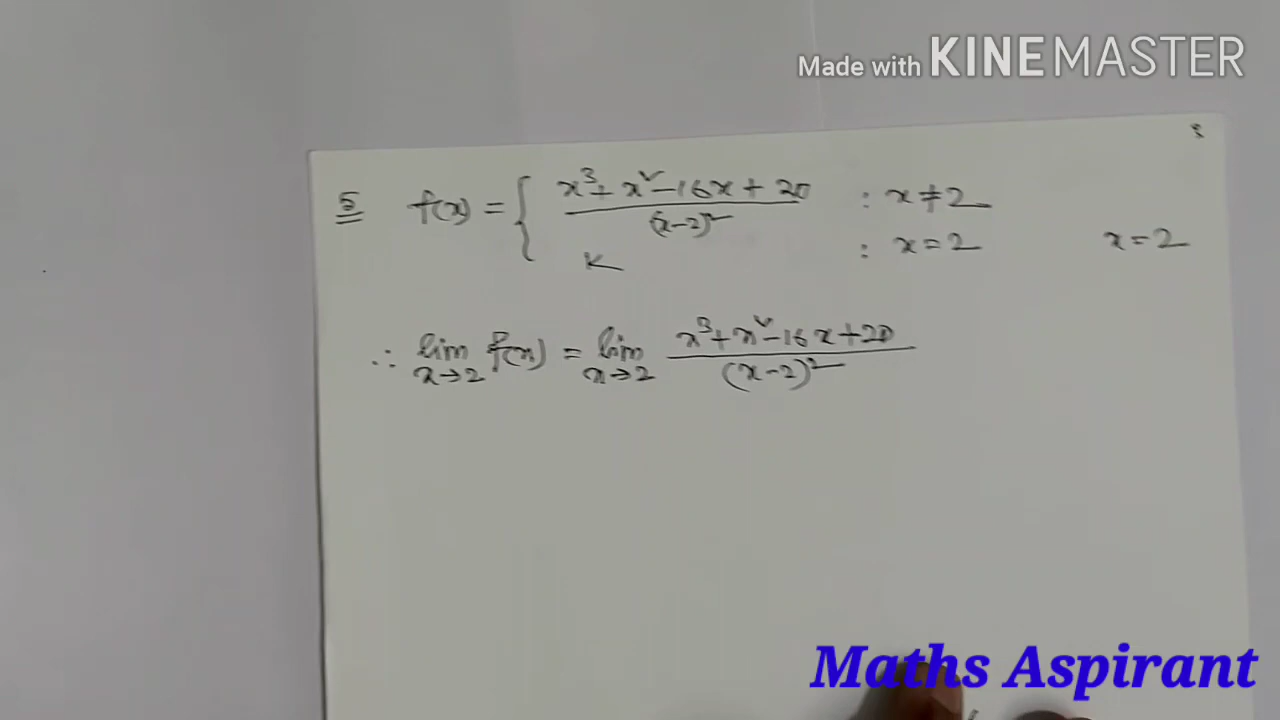 Made with KINEMASTER
5 f(x) = { x³ + x² - 16x + 20 / (x-2)² : x ≠ 2
K : x = 2 x = 2
∴ lim x→2 f(x) = lim x→2 x³ + x² - 16x + 20 / (x-2)²
Maths Aspirant